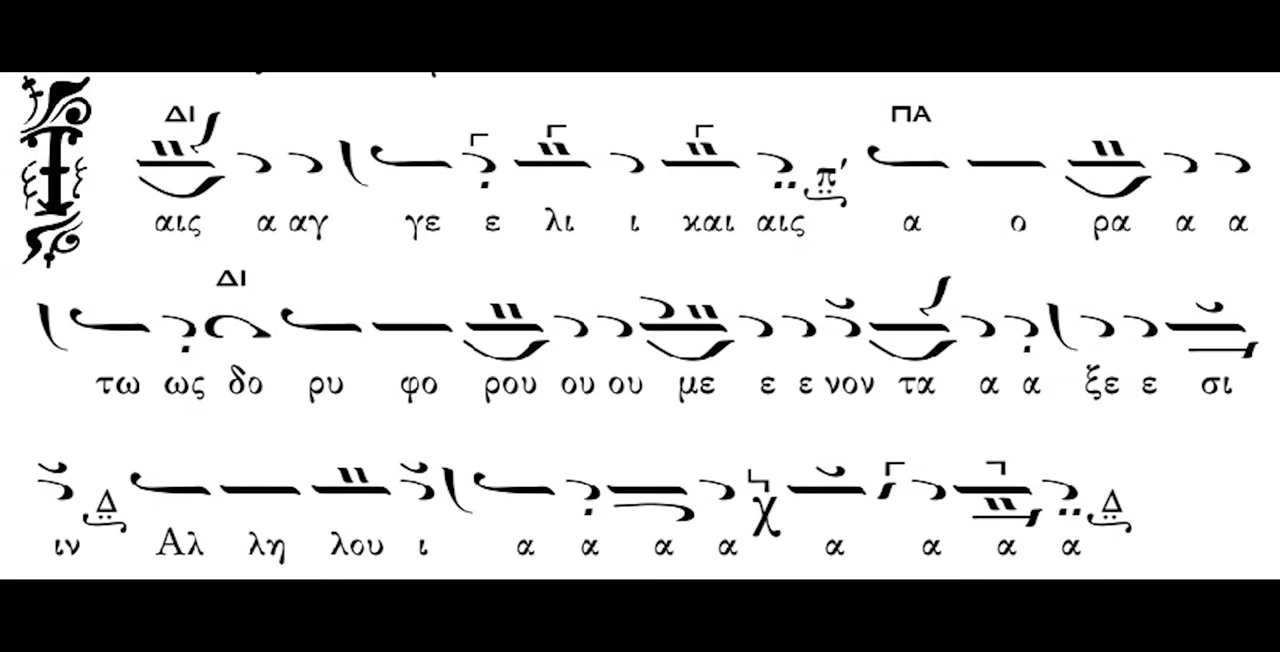 ΔΙ ΠΑ
Τ αις α αγ γε ε λι ι και αις π' α ο ρα α α
ΔΙ
τω ως δο ρυ φο ρου ου ου με ε ε νον τα α α ξε ε σι
ιν Δ Αλ λη λου ι α α α α χ α α α α Δ